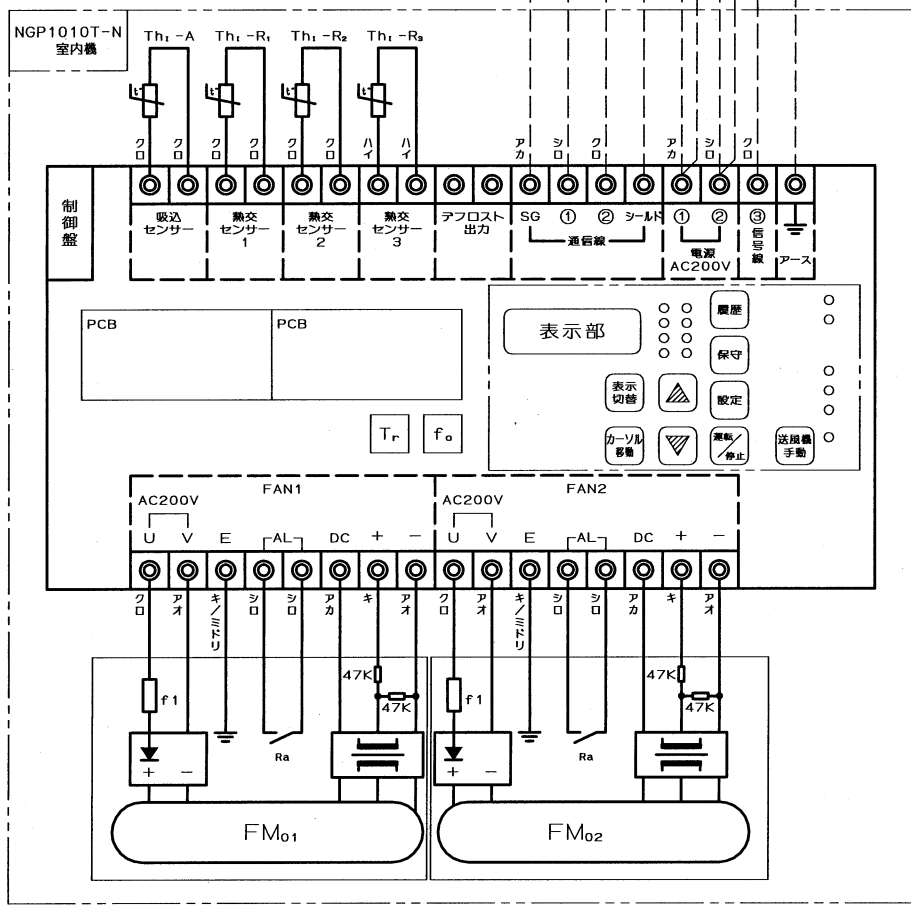 NGP1010T-N
室内機
Th₁-A Th₁-R₁ Th₁-R₂ Th₁-R₃
t° t° t° t°
クロ クロ クロ クロ クロ クロ ハイ ハイ アカ シロ クロ アカ シロ クロ
制御盤
吸込センサー
熱交センサー1
熱交センサー2
熱交センサー3
デフロスト出力
SG ① ② シールド
通信線
① ②
電源
AC200V
③信号線
アース
PCB PCB
表示部
履歴
保守
表示切替
設定
カーソル移動
運転/停止
送風機手動
Tr fo
FAN1 FAN2
AC200V AC200V
U V E AL DC + − U V E AL DC + −
クロ アオ キ/ミドリ シロ シロ アカ キ アオ クロ アオ キ/ミドリ シロ シロ アカ キ アオ
47K 47K
f1 47K f1 47K
+ − Ra + − Ra
FM₀₁ FM₀₂